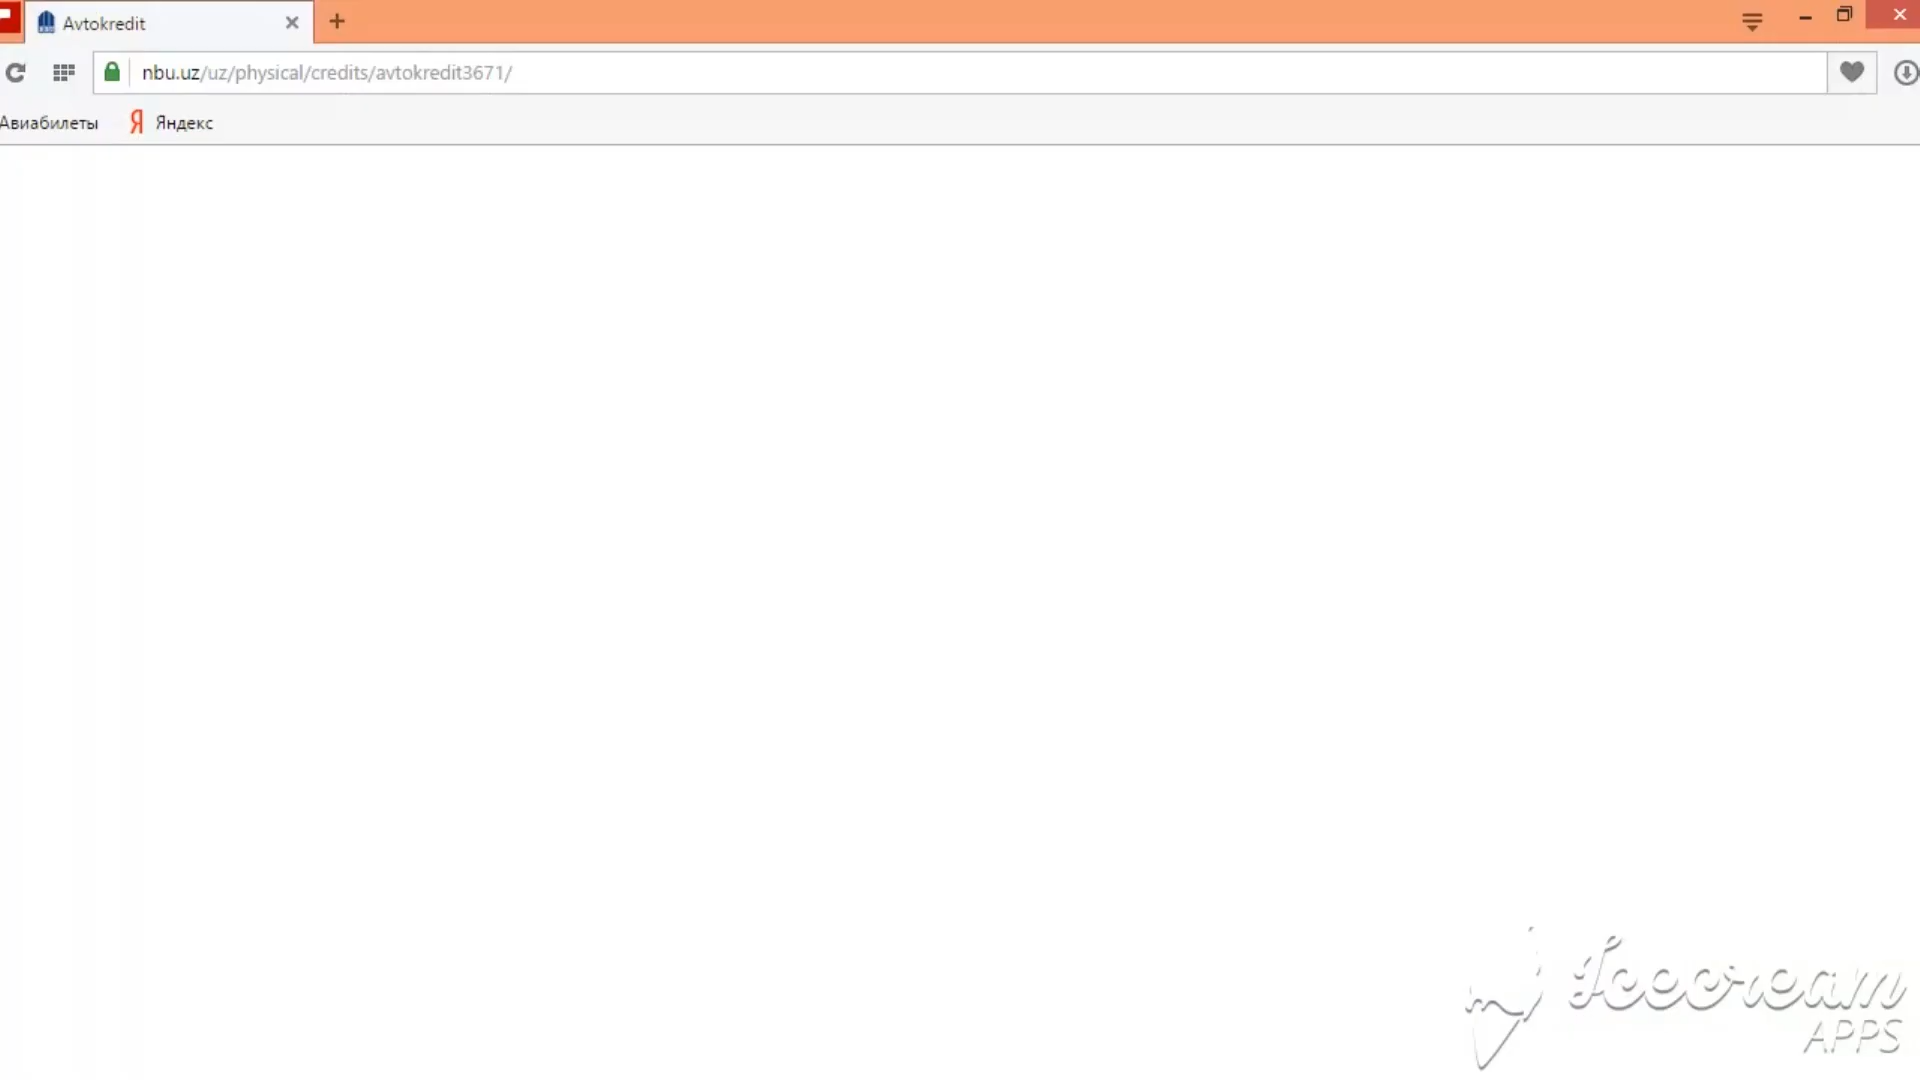 Avtokredit
nbu.uz/uz/physical/credits/avtokredit3671/
Авиабилеты
Я Яндекс
Icecream
APPS